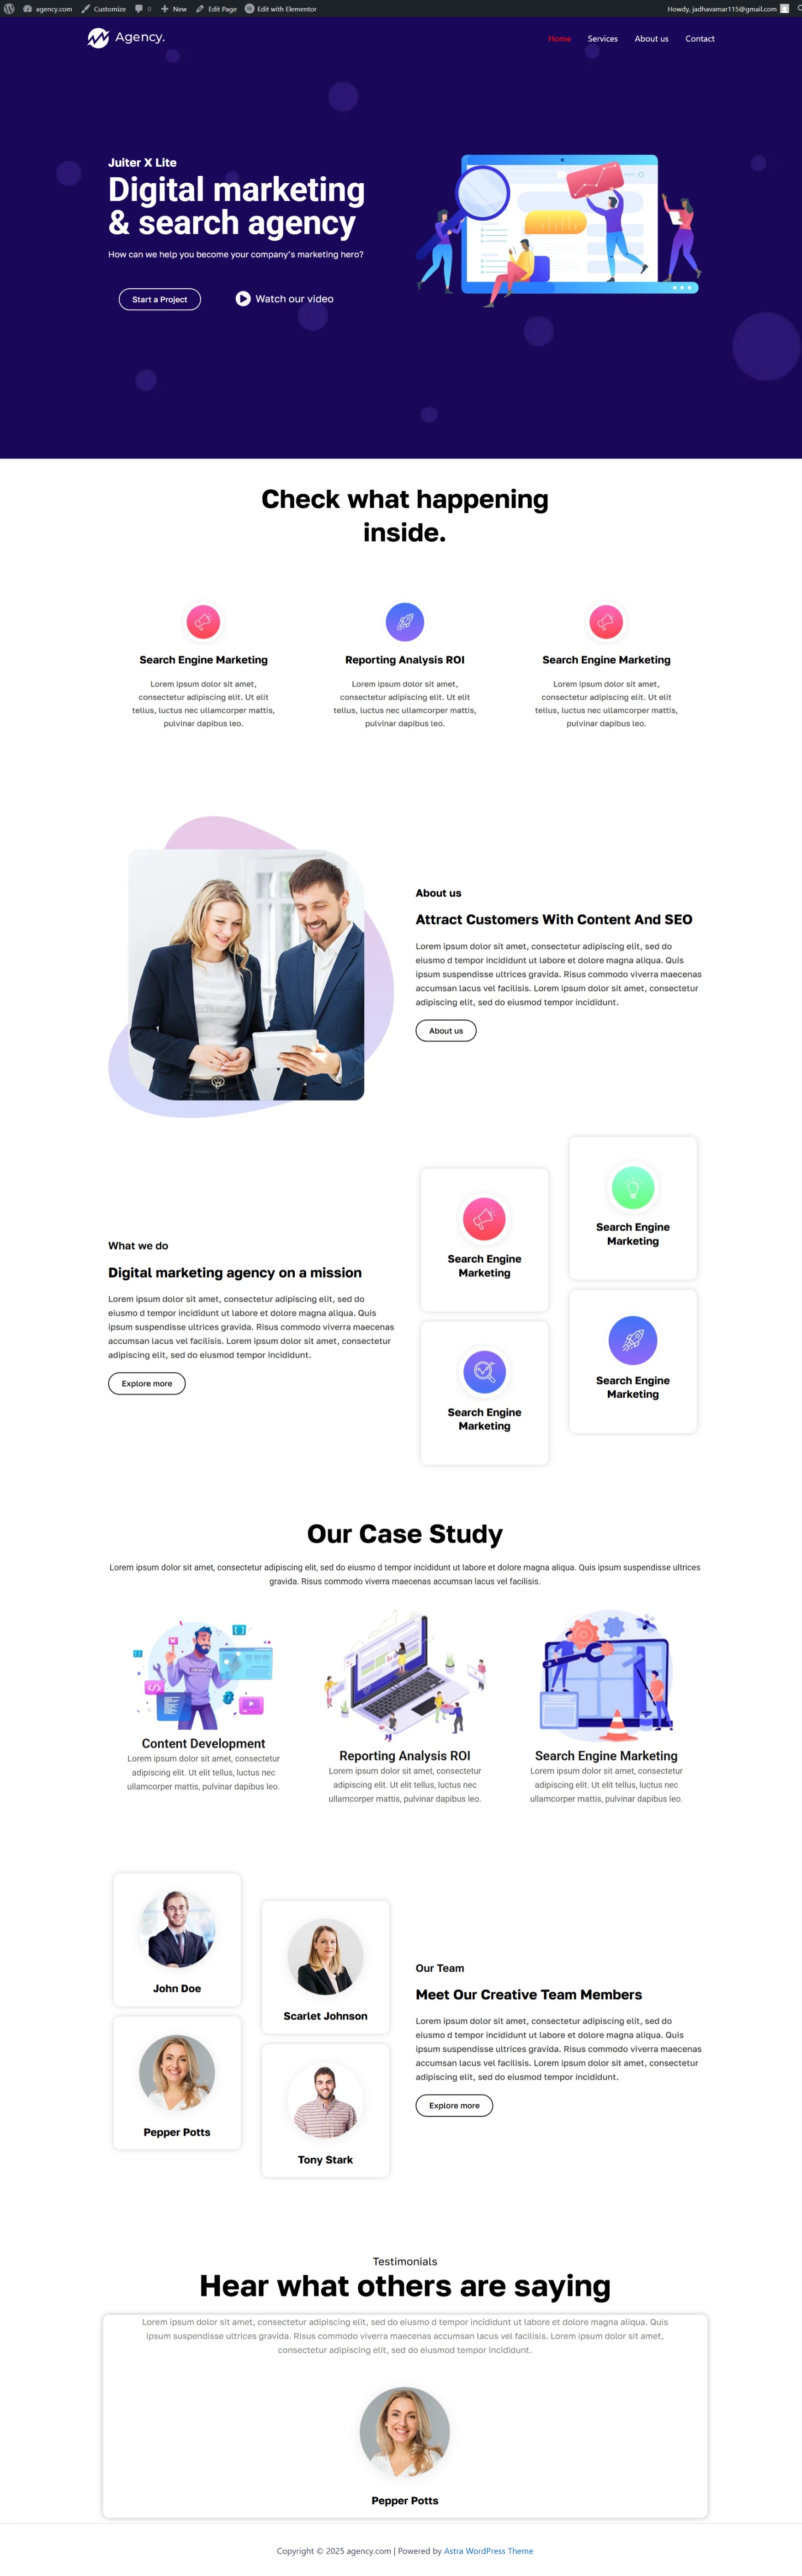 agency.com Customize 0 New Edit Page Edit with Elementor Howdy, jadhavamar115@gmail.com
Agency. Home Services About us Contact
Juiter X Lite
Digital marketing
& search agency
How can we help you become your company's marketing hero?
Start a Project Watch our video
Check what happening
inside.
Search Engine Marketing
Lorem ipsum dolor sit amet,
consectetur adipiscing elit. Ut elit
tellus, luctus nec ullamcorper mattis,
pulvinar dapibus leo.
Reporting Analysis ROI
Lorem ipsum dolor sit amet,
consectetur adipiscing elit. Ut elit
tellus, luctus nec ullamcorper mattis,
pulvinar dapibus leo.
Search Engine Marketing
Lorem ipsum dolor sit amet,
consectetur adipiscing elit. Ut elit
tellus, luctus nec ullamcorper mattis,
pulvinar dapibus leo.
About us
Attract Customers With Content And SEO
Lorem ipsum dolor sit amet, consectetur adipiscing elit, sed do
eiusmo d tempor incididunt ut labore et dolore magna aliqua. Quis
ipsum suspendisse ultrices gravida. Risus commodo viverra maecenas
accumsan lacus vel facilisis. Lorem ipsum dolor sit amet, consectetur
adipiscing elit, sed do eiusmod tempor incididunt.
About us
What we do
Digital marketing agency on a mission
Lorem ipsum dolor sit amet, consectetur adipiscing elit, sed do
eiusmo d tempor incididunt ut labore et dolore magna aliqua. Quis
ipsum suspendisse ultrices gravida. Risus commodo viverra maecenas
accumsan lacus vel facilisis. Lorem ipsum dolor sit amet, consectetur
adipiscing elit, sed do eiusmod tempor incididunt.
Explore more
Search Engine
Marketing
Search Engine
Marketing
Search Engine
Marketing
Search Engine
Marketing
Our Case Study
Lorem ipsum dolor sit amet, consectetur adipiscing elit, sed do eiusmo d tempor incididunt ut labore et dolore magna aliqua. Quis ipsum suspendisse ultrices
gravida. Risus commodo viverra maecenas accumsan lacus vel facilisis.
Content Development
Lorem ipsum dolor sit amet, consectetur
adipiscing elit. Ut elit tellus, luctus nec
ullamcorper mattis, pulvinar dapibus leo.
Reporting Analysis ROI
Lorem ipsum dolor sit amet, consectetur
adipiscing elit. Ut elit tellus, luctus nec
ullamcorper mattis, pulvinar dapibus leo.
Search Engine Marketing
Lorem ipsum dolor sit amet, consectetur
adipiscing elit. Ut elit tellus, luctus nec
ullamcorper mattis, pulvinar dapibus leo.
John Doe
Scarlet Johnson
Pepper Potts
Tony Stark
Our Team
Meet Our Creative Team Members
Lorem ipsum dolor sit amet, consectetur adipiscing elit, sed do
eiusmo d tempor incididunt ut labore et dolore magna aliqua. Quis
ipsum suspendisse ultrices gravida. Risus commodo viverra maecenas
accumsan lacus vel facilisis. Lorem ipsum dolor sit amet, consectetur
adipiscing elit, sed do eiusmod tempor incididunt.
Explore more
Testimonials
Hear what others are saying
Lorem ipsum dolor sit amet, consectetur adipiscing elit, sed do eiusmo d tempor incididunt ut labore et dolore magna aliqua. Quis
ipsum suspendisse ultrices gravida. Risus commodo viverra maecenas accumsan lacus vel facilisis. Lorem ipsum dolor sit amet,
consectetur adipiscing elit, sed do eiusmod tempor incididunt.
Pepper Potts
Copyright © 2025 agency.com | Powered by Astra WordPress Theme